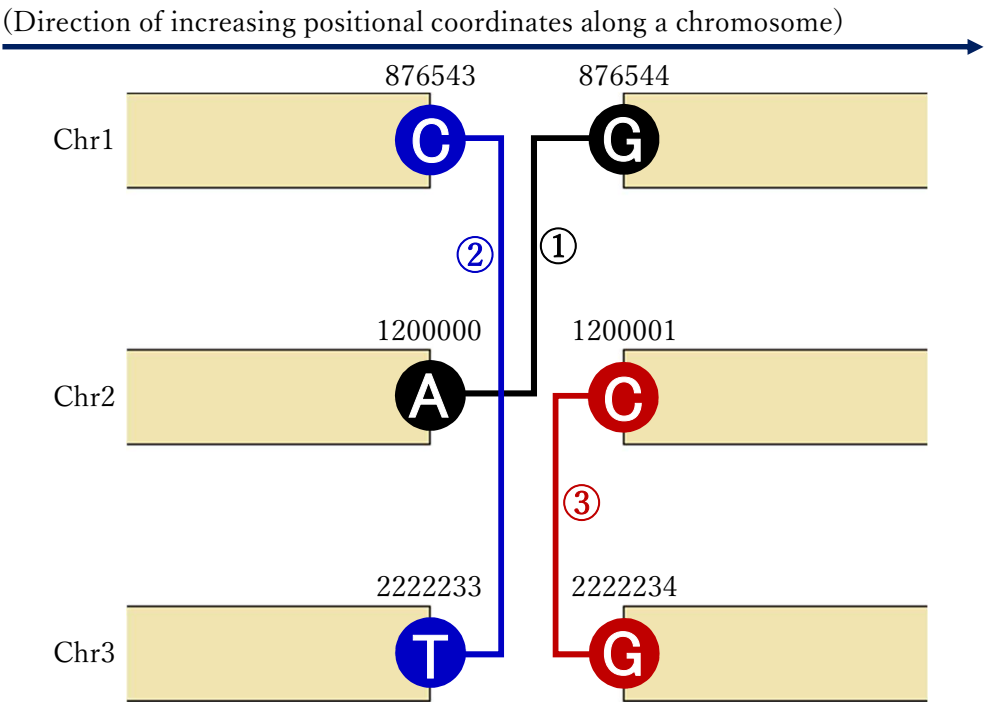 (Direction of increasing positional coordinates along a chromosome)
876543 876544
Chr1 C G
② ①
1200000 1200001
Chr2 A C
③
2222233 2222234
Chr3 T G